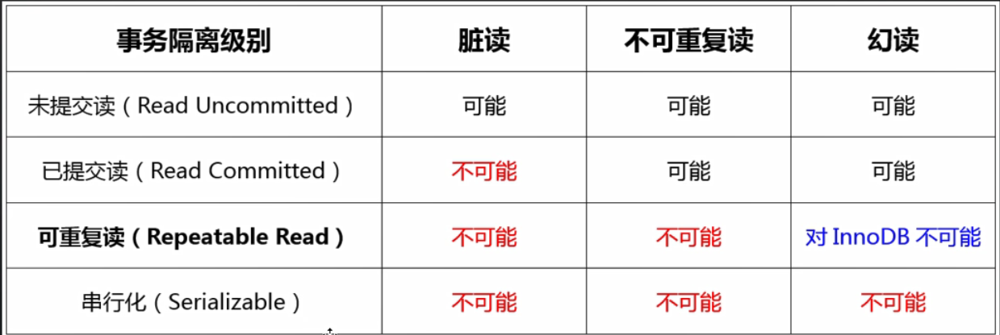 事务隔离级别 脏读 不可重复读 幻读
未提交读（Read Uncommitted） 可能 可能 可能
已提交读（Read Committed） 不可能 可能 可能
可重复读（Repeatable Read） 不可能 不可能 对 InnoDB 不可能
串行化（Serializable） 不可能 不可能 不可能